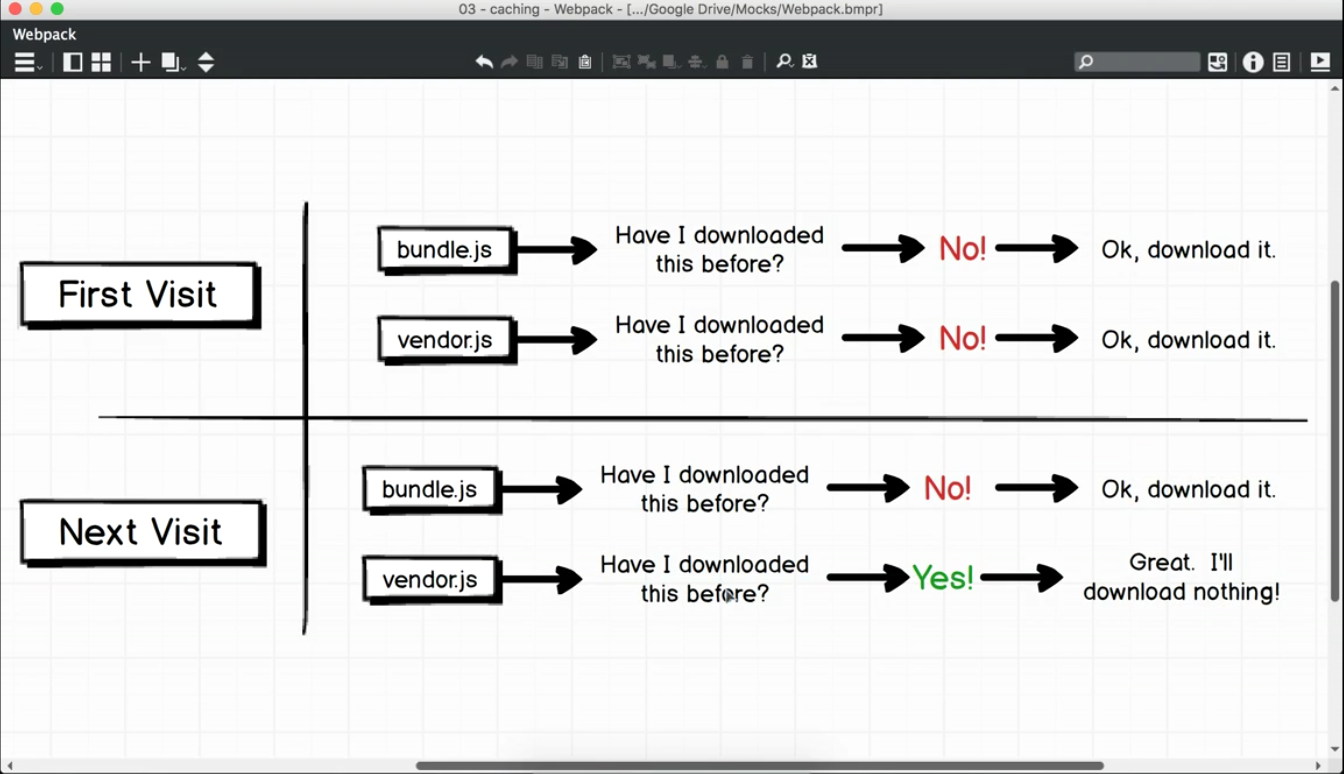 03 - caching - Webpack - [.../Google Drive/Mocks/Webpack.bmpr]
Webpack
First Visit
bundle.js
Have I downloaded
this before?
No!
Ok, download it.
vendor.js
Have I downloaded
this before?
No!
Ok, download it.
Next Visit
bundle.js
Have I downloaded
this before?
No!
Ok, download it.
vendor.js
Have I downloaded
this before?
Yes!
Great. I'll
download nothing!